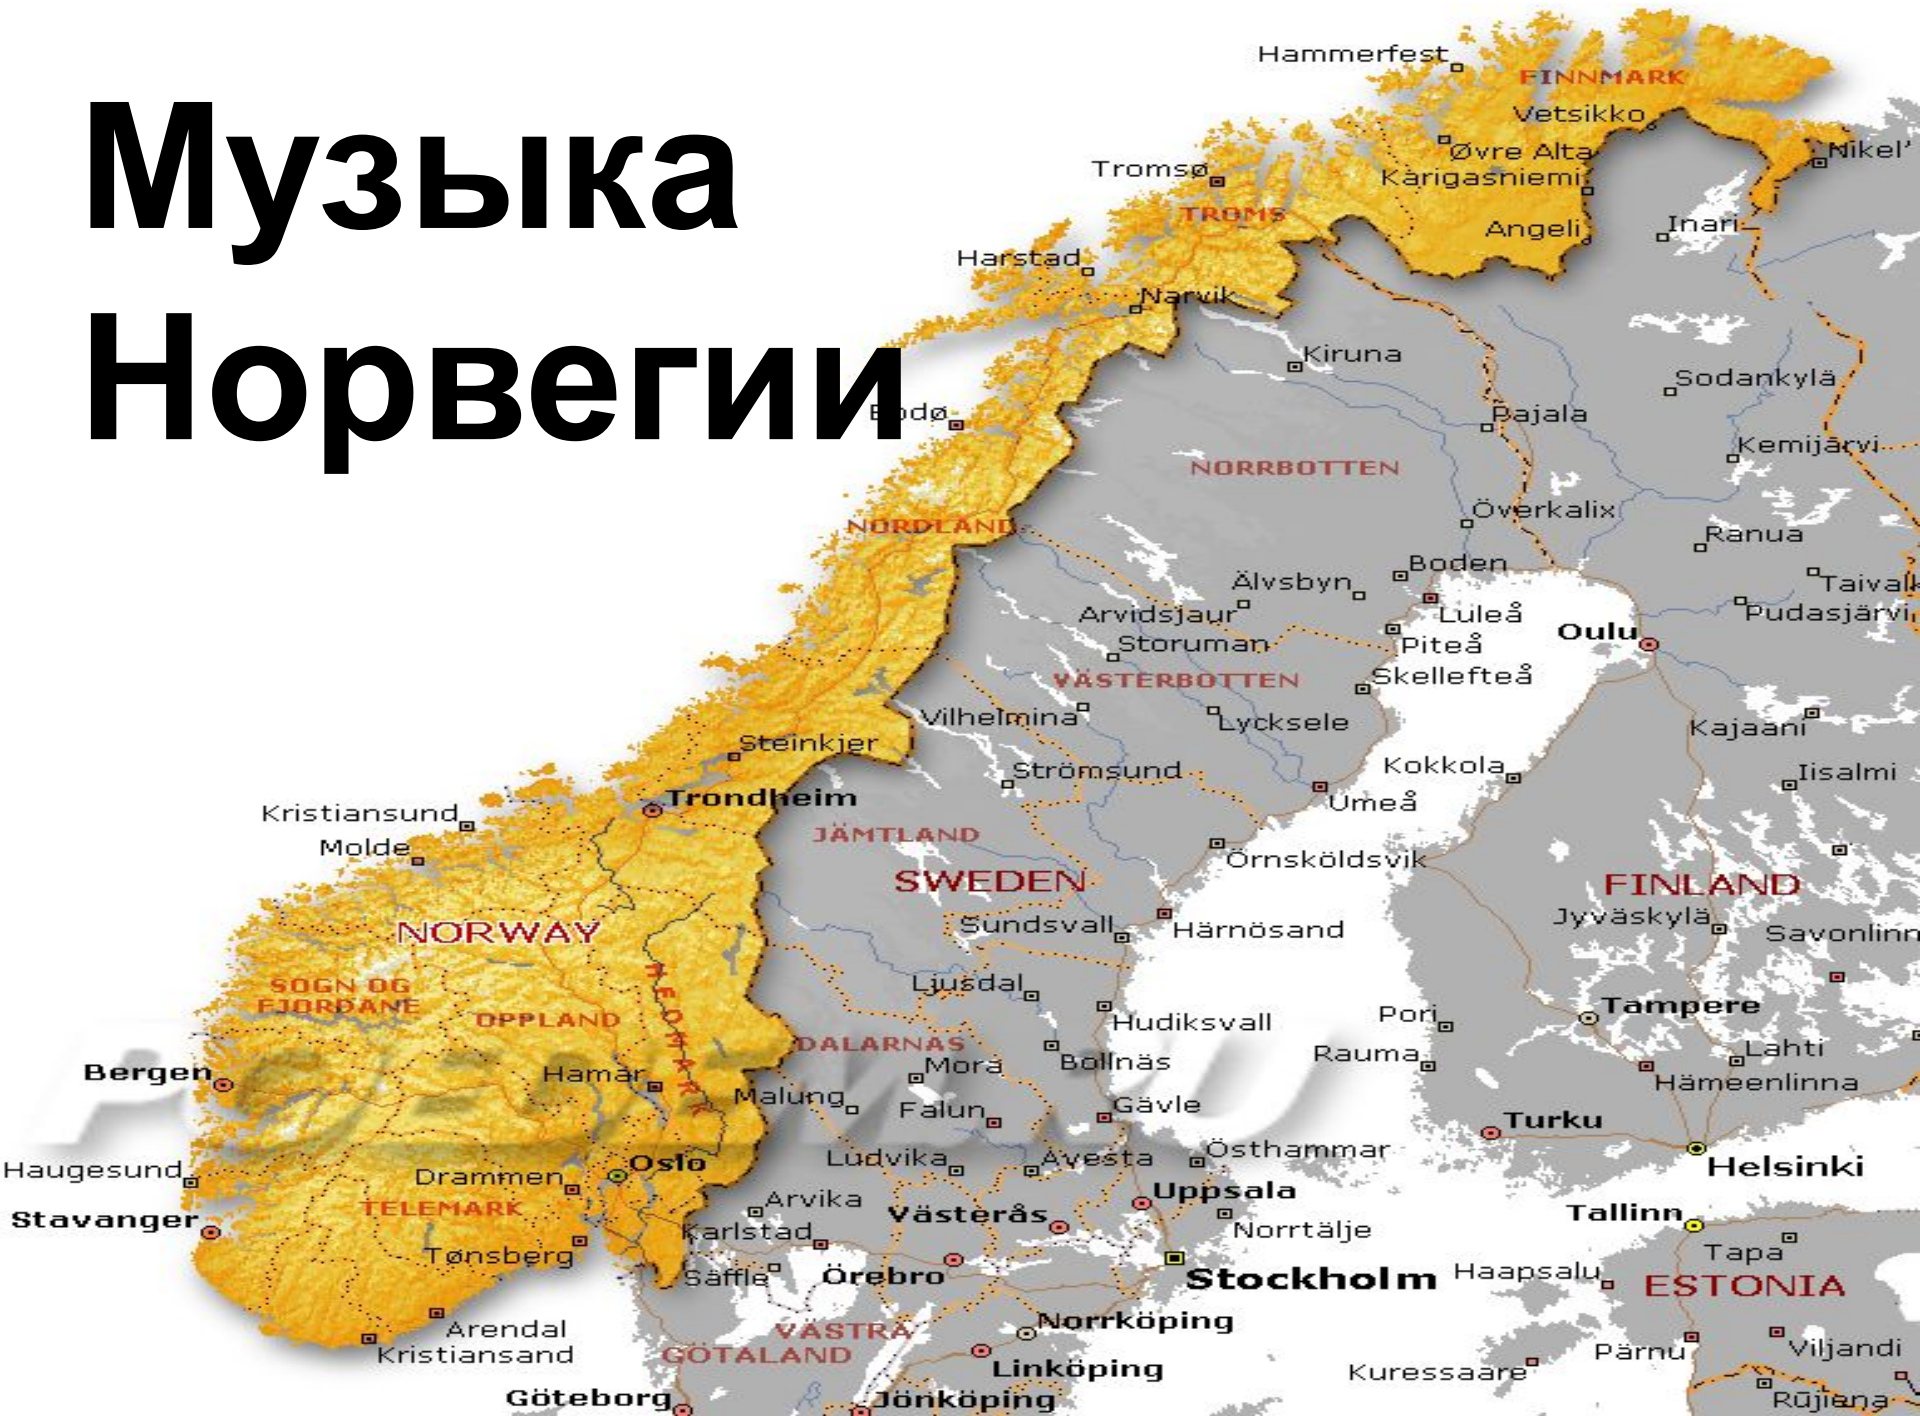 Музыка
Норвегии
Hammerfest
FINNMARK
Vetsikko
Øvre Alta
Nikel'
Tromsø
Karigasniemi
TROMS
Angeli
Inari
Harstad
Narvik
Kiruna
Sodankylä
Pajala
Kemijärvi
NORRBOTTEN
Överkalix
NORDLAND
Ranua
Boden
Älvsbyn
Arvidsjaur
Luleå
Pudasjärvi
Oulu
Storuman
Piteå
VÄSTERBOTTEN
Skellefteå
Vilhelmina
Lycksele
Kajaani
Steinkjer
Strömsund
Kokkola
Iisalmi
Trondheim
Umeå
Kristiansund
JÄMTLAND
Molde
Örnsköldsvik
SWEDEN
FINLAND
Jyväskylä
NORWAY
Sundsvall
Härnösand
Savonlinn
SOGN OG
FJORDANE
Ljusdal
HEDMARK
OPPLAND
Hudiksvall
Pori
Tampere
DALARNAS
Bollnäs
Rauma
Lahti
Bergen
Hamar
Mora
Hämeenlinna
Malung
Falun
Gävle
Turku
Haugesund
Drammen
Oslo
Ludvika
Avesta
Östhammar
Helsinki
TELEMARK
Arvika
Uppsala
Stavanger
Västerås
Norrtälje
Tallinn
Karlstad
Tønsberg
Tapa
Säffle
Örebro
Stockholm
Haapsalu
ESTONIA
Arendal
VÄSTRA
GÖTALAND
Norrköping
Kristiansand
Linköping
Pärnu
Viljandi
Kuressaare
Göteborg
Jönköping
Rūjiena